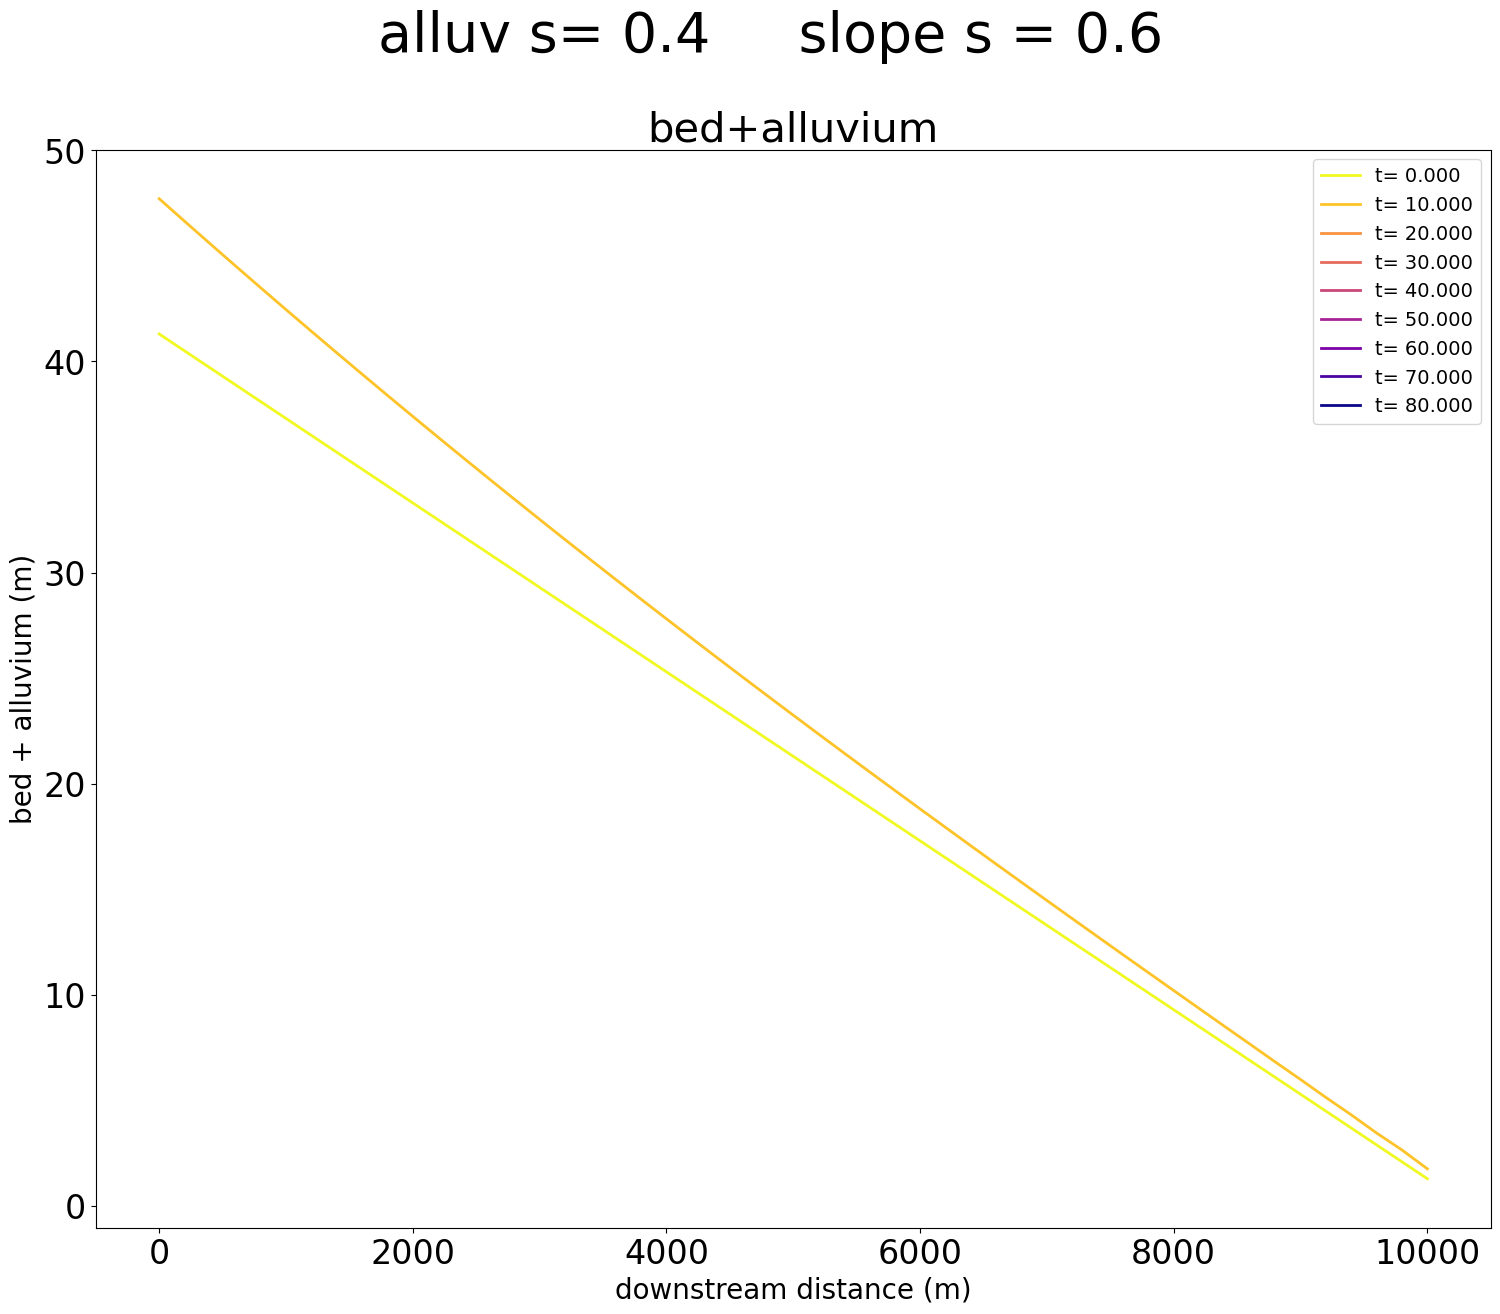 alluv s= 0.4     slope s = 0.6
bed+alluvium
50
40
30
20
10
0
bed + alluvium (m)
t= 0.000
t= 10.000
t= 20.000
t= 30.000
t= 40.000
t= 50.000
t= 60.000
t= 70.000
t= 80.000
0 2000 4000 6000 8000 10000
downstream distance (m)